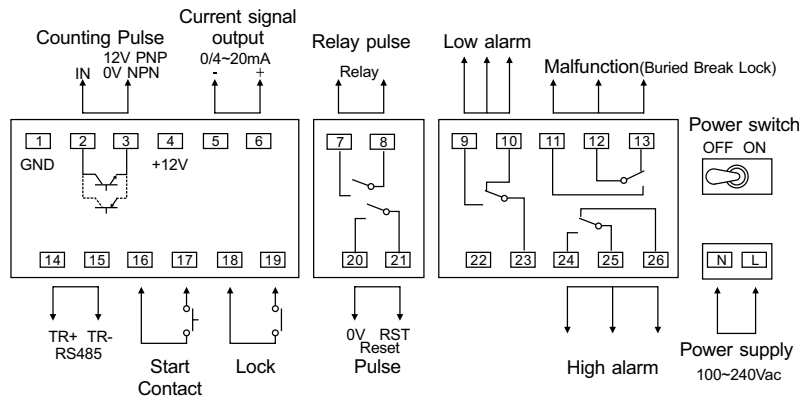 Counting Pulse
12V PNP
IN 0V NPN
Current signal
output
0/4~20mA
- +
Relay pulse
Relay
Low alarm
Malfunction(Buried Break Lock)
Power switch
OFF ON
1 2 3 4 5 6
GND +12V
7 8
9 10 11 12 13
14 15 16 17 18 19
20 21
22 23 24 25 26
N L
TR+ TR-
RS485
Start
Contact
Lock
0V RST
Reset
Pulse
High alarm
Power supply
100~240Vac